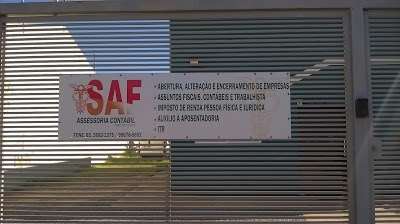 SAF
ASSESSORIA CONTÁBIL
• ABERTURA, ALTERAÇÃO E ENCERRAMENTO DE EMPRESAS
• ASSUNTOS FISCAIS, CONTÁBEIS E TRABALHISTA
• IMPOSTO DE RENDA PESSOA FÍSICA E JURÍDICA
• AUXILIO A APOSENTADORIA
• ITR